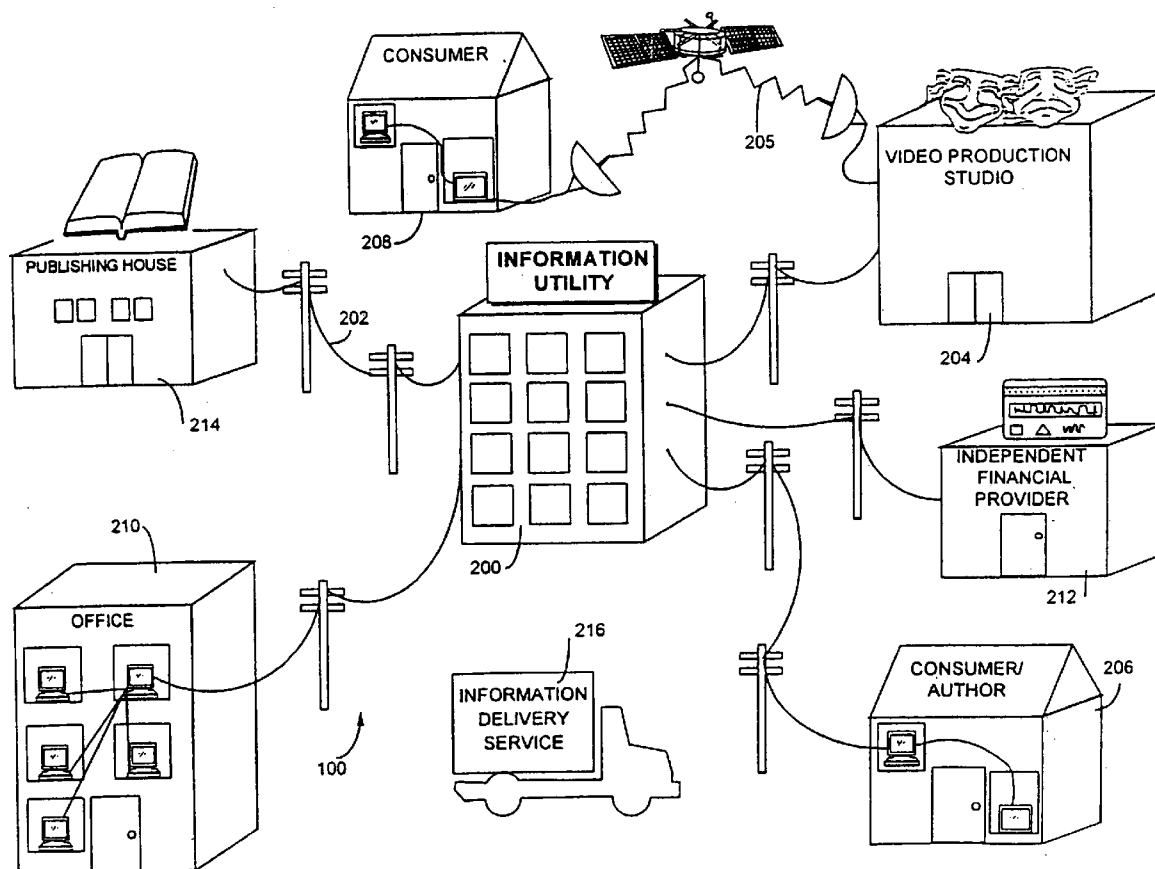 CONSUMER
205
VIDEO PRODUCTION
STUDIO
208
PUBLISHING HOUSE
INFORMATION
UTILITY
202
204
214
INDEPENDENT
FINANCIAL
PROVIDER
210
200
212
OFFICE
216
INFORMATION
DELIVERY
SERVICE
CONSUMER/
AUTHOR
206
100